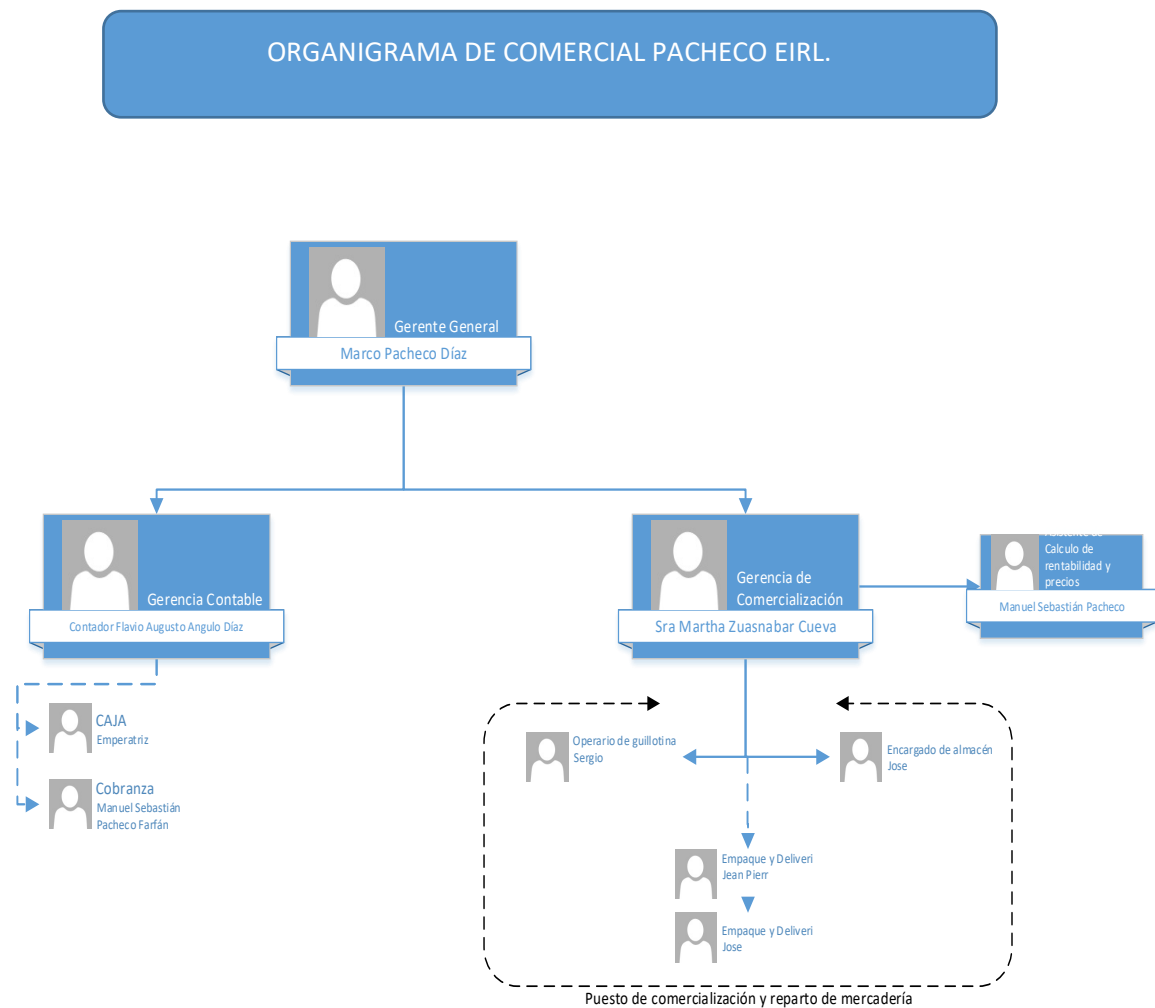 ORGANIGRAMA DE COMERCIAL PACHECO EIRL.
Gerente General
Marco Pacheco Díaz
Gerencia Contable
Contador Flavio Augusto Angulo Díaz
Gerencia de
Comercialización
Sra Martha Zuasnabar Cueva
Calculo de
rentabilidad y
precios
Manuel Sebastián Pacheco
CAJA
Emperatriz
Cobranza
Manuel Sebastián
Pacheco Farfán
Operario de guillotina
Sergio
Encargado de almacén
Jose
Empaque y Deliveri
Jean Pierr
Empaque y Deliveri
Jose
Puesto de comercialización y reparto de mercadería